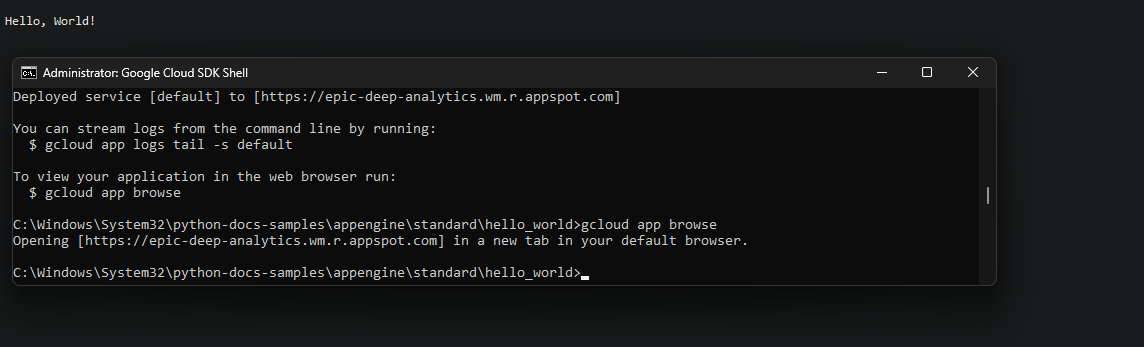 Hello, World!
Administrator: Google Cloud SDK Shell
Deployed service [default] to [https://epic-deep-analytics.wm.r.appspot.com]
You can stream logs from the command line by running:
$ gcloud app logs tail -s default
To view your application in the web browser run:
$ gcloud app browse
C:\Windows\System32\python-docs-samples\appengine\standard\hello_world>gcloud app browse
Opening [https://epic-deep-analytics.wm.r.appspot.com] in a new tab in your default browser.
C:\Windows\System32\python-docs-samples\appengine\standard\hello_world>